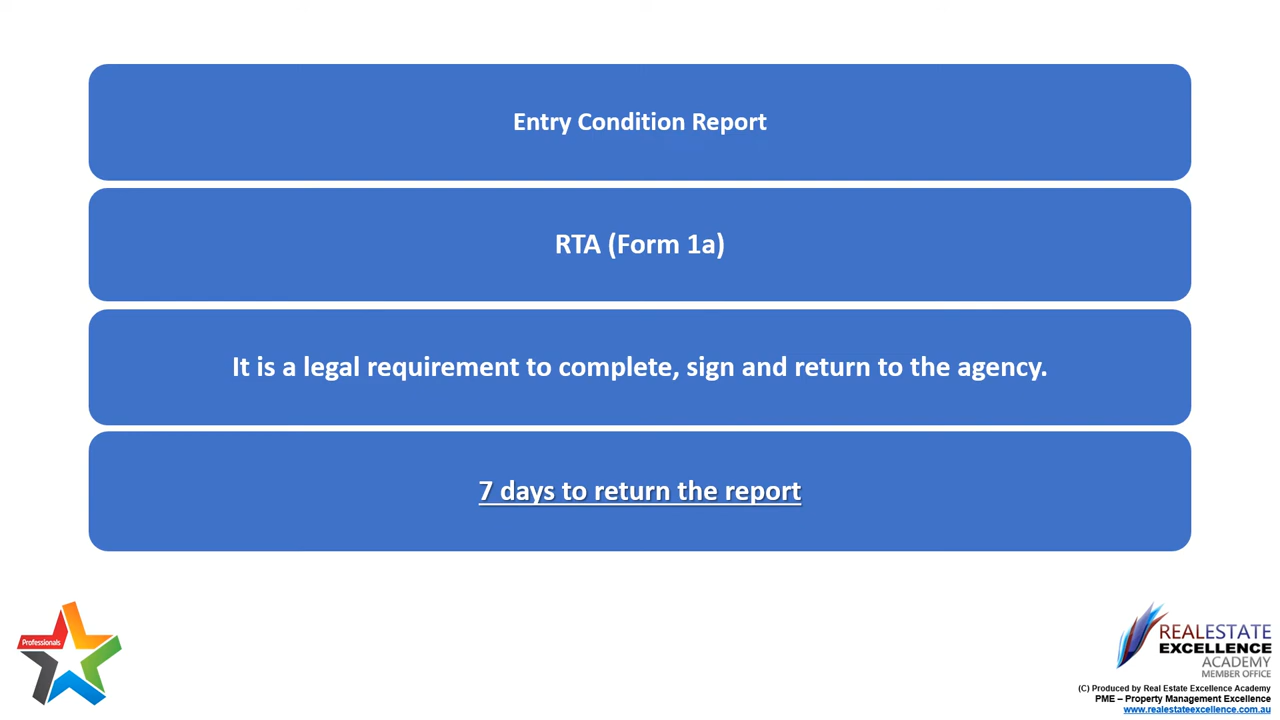 Entry Condition Report
RTA (Form 1a)
It is a legal requirement to complete, sign and return to the agency.
7 days to return the report
Professionals
REALESTATE
EXCELLENCE
ACADEMY
MEMBER OFFICE
(C) Produced by Real Estate Excellence Academy
PME – Property Management Excellence
www.realestateexcellence.com.au